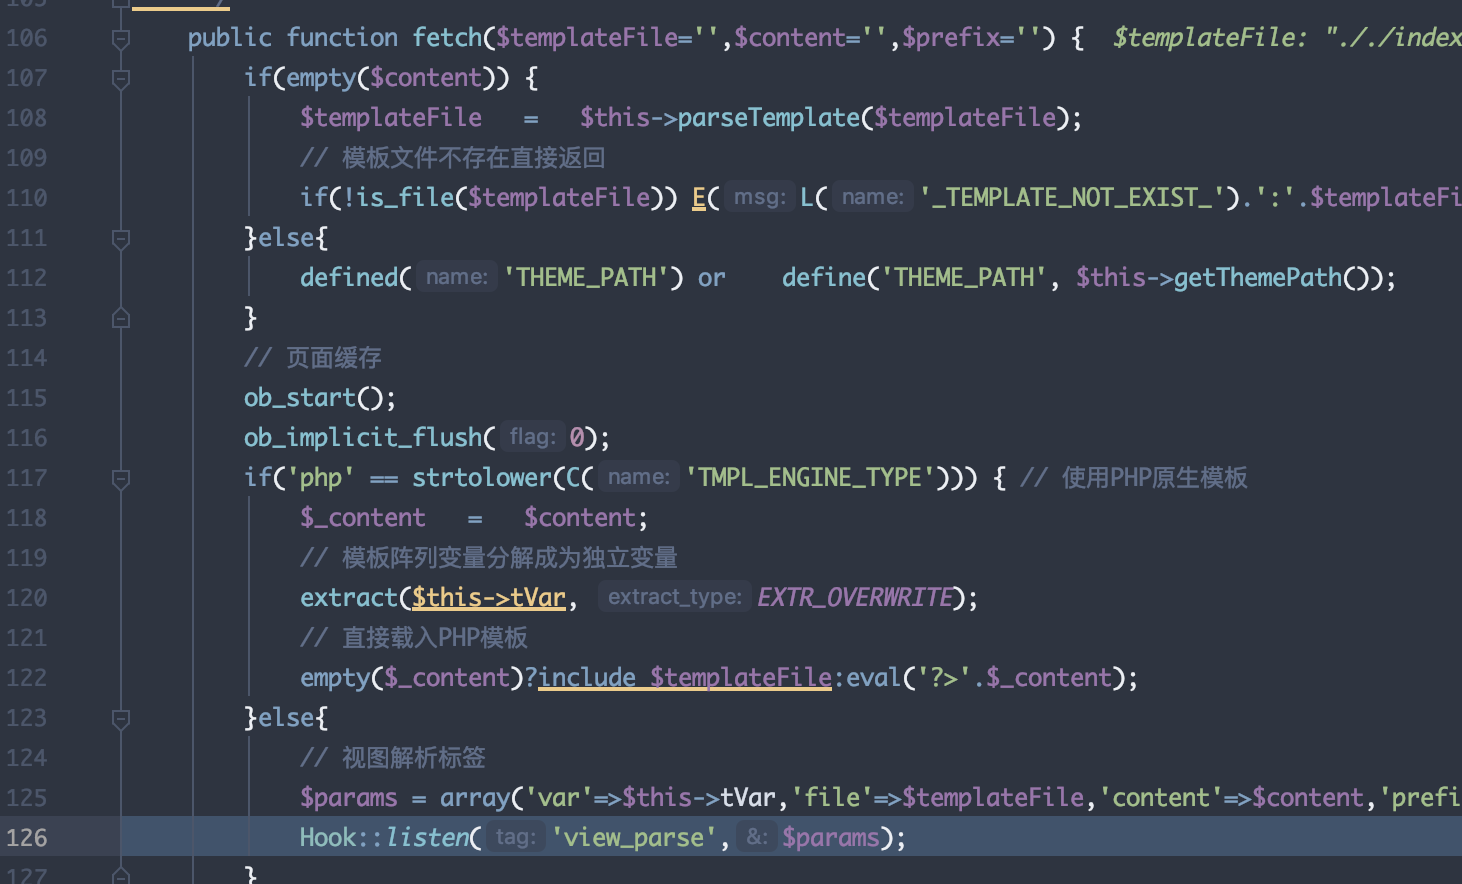 106 public function fetch($templateFile='',$content='',$prefix='') { $templateFile: "././index
107 if(empty($content)) {
108 $templateFile = $this->parseTemplate($templateFile);
109 // 模板文件不存在直接返回
110 if(!is_file($templateFile)) E( msg: L( name: '_TEMPLATE_NOT_EXIST_').':'.$templateFi
111 }else{
112 defined( name: 'THEME_PATH') or define('THEME_PATH', $this->getThemePath());
113 }
114 // 页面缓存
115 ob_start();
116 ob_implicit_flush( flag: 0);
117 if('php' == strtolower(C( name: 'TMPL_ENGINE_TYPE'))) { // 使用PHP原生模板
118 $_content = $content;
119 // 模板阵列变量分解成为独立变量
120 extract($this->tVar, extract_type: EXTR_OVERWRITE);
121 // 直接载入PHP模板
122 empty($_content)?include $templateFile:eval('?>'.$_content);
123 }else{
124 // 视图解析标签
125 $params = array('var'=>$this->tVar,'file'=>$templateFile,'content'=>$content,'prefi
126 Hook::listen( tag: 'view_parse', &: $params);
127 }